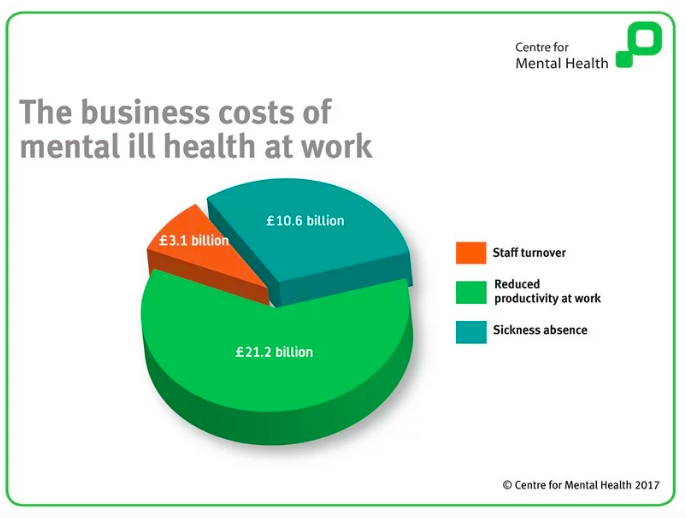 Centre for
Mental Health
The business costs of
mental ill health at work
£10.6 billion
£3.1 billion
£21.2 billion
Staff turnover
Reduced
productivity at work
Sickness absence
© Centre for Mental Health 2017